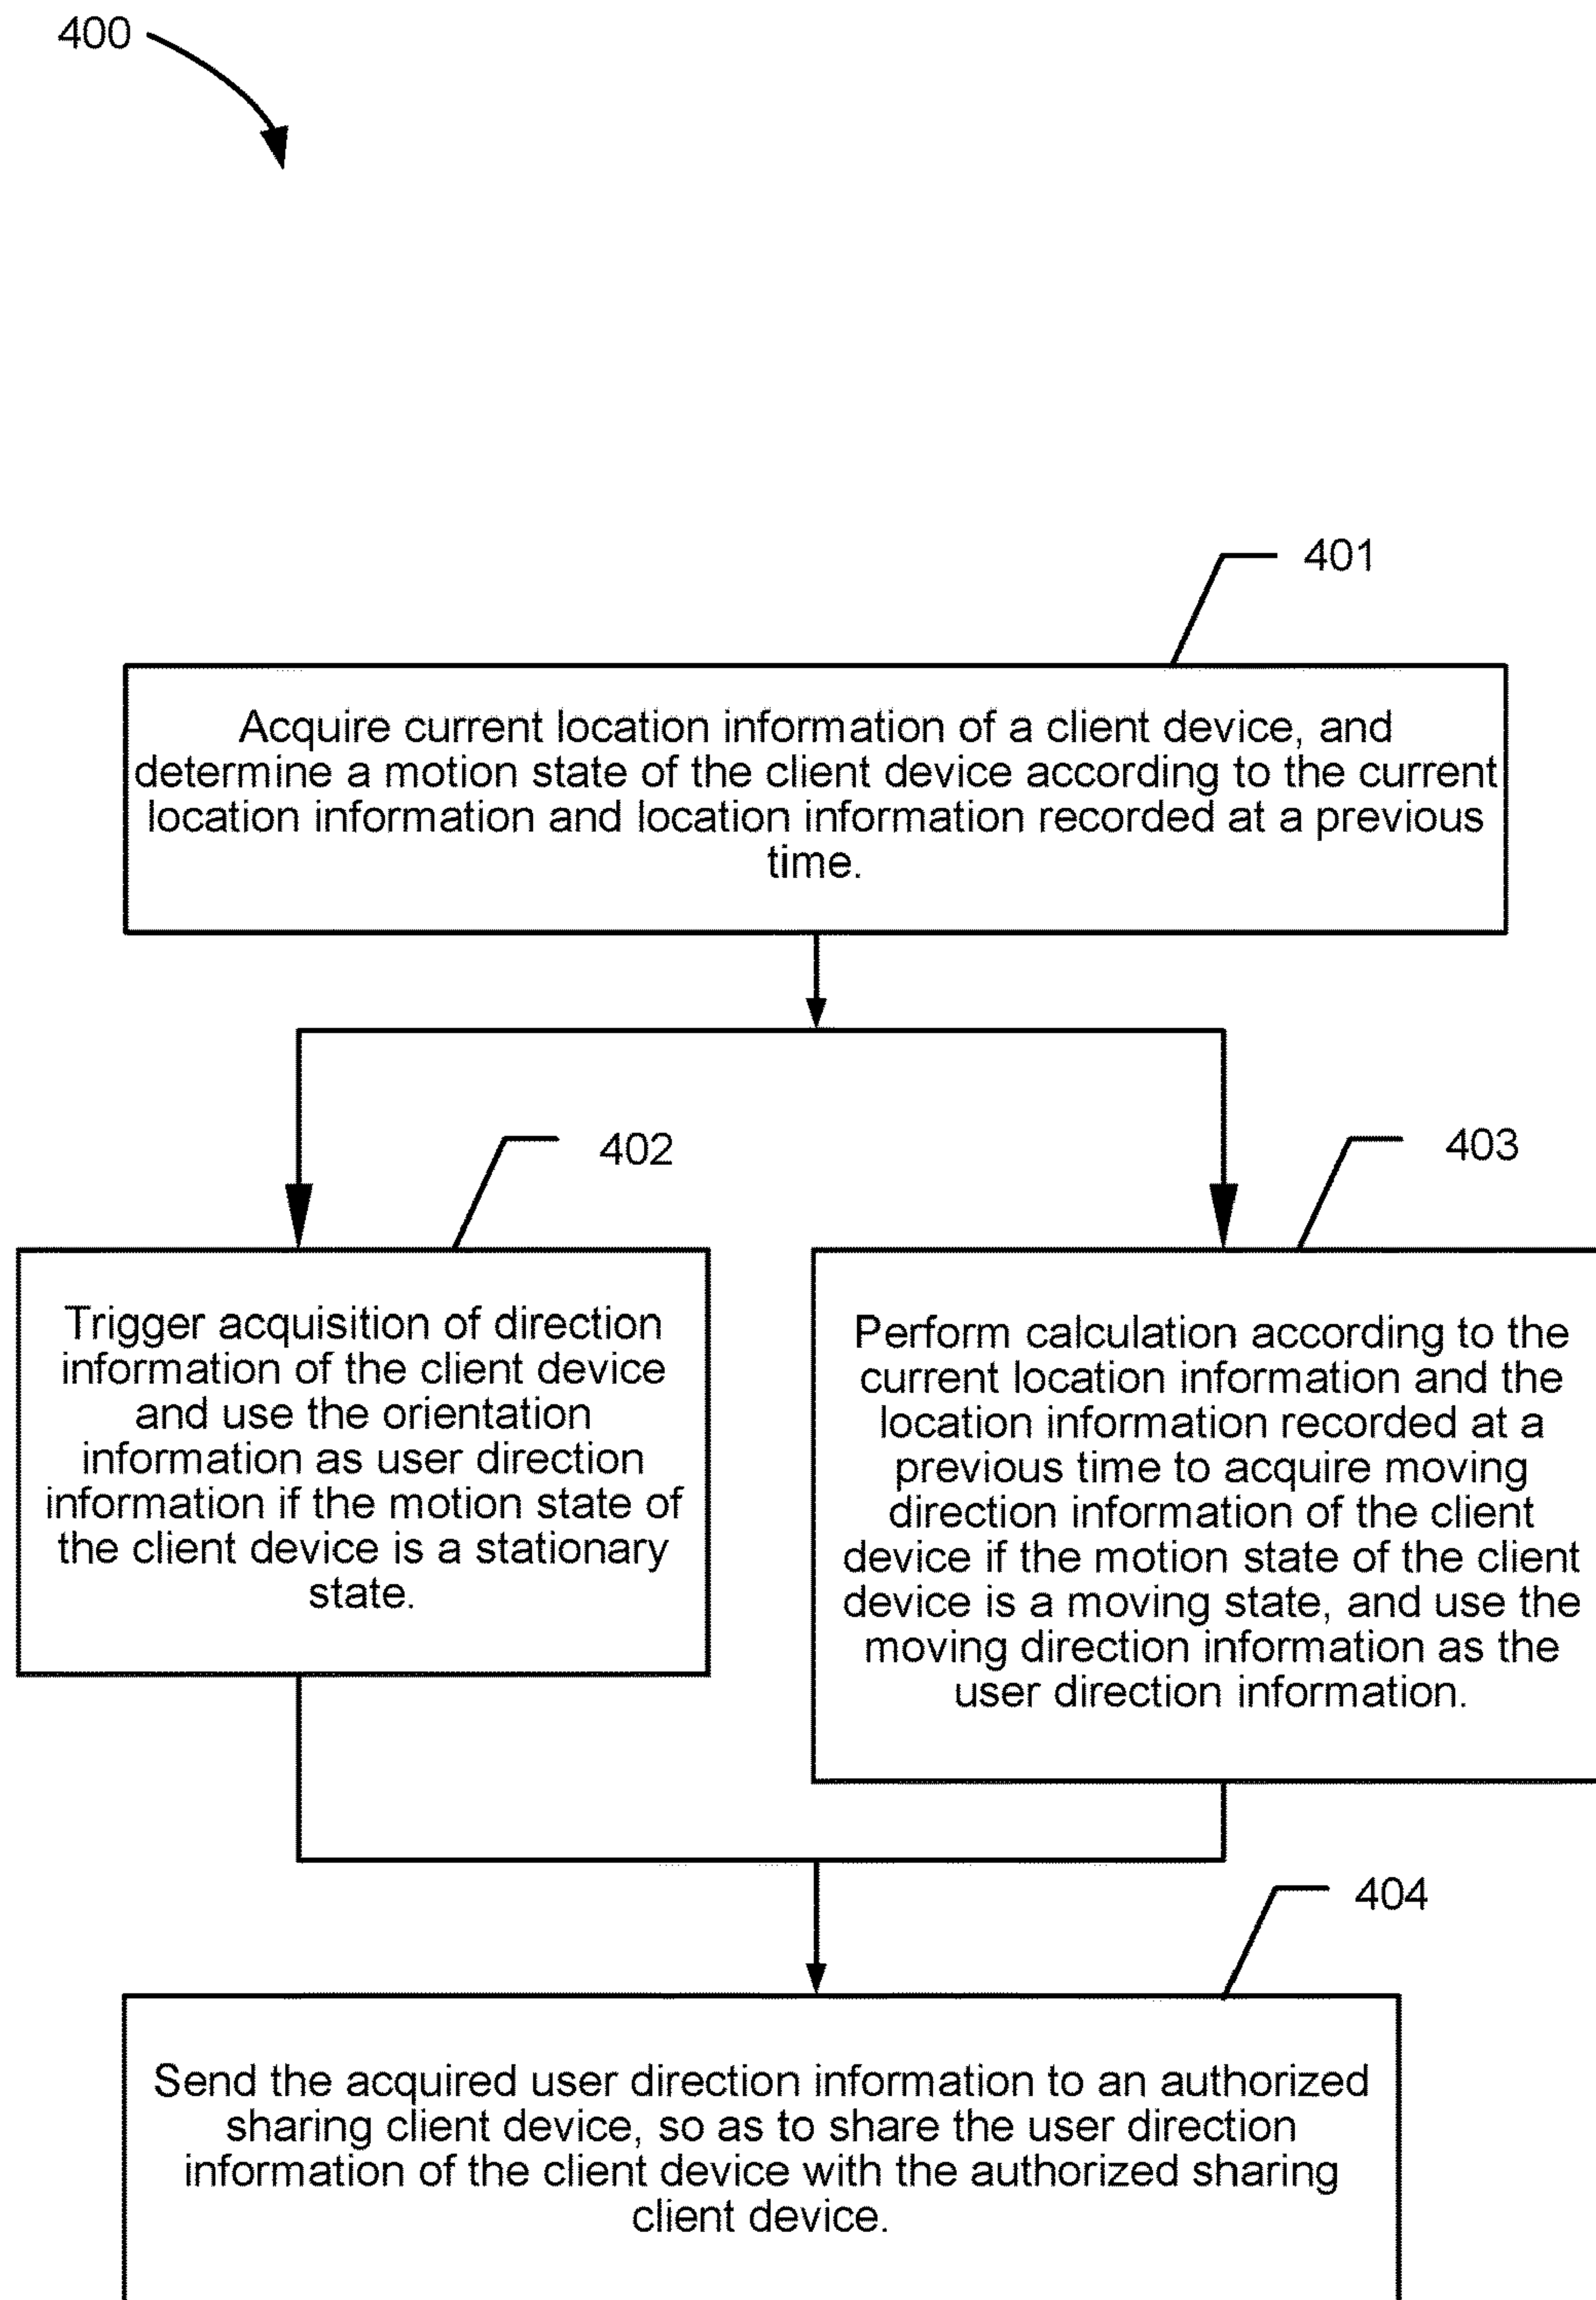 400
401
Acquire current location information of a client device, and
determine a motion state of the client device according to the current
location information and location information recorded at a previous
time.
402
403
Trigger acquisition of direction
information of the client device
and use the orientation
information as user direction
information if the motion state of
the client device is a stationary
state.
Perform calculation according to the
current location information and the
location information recorded at a
previous time to acquire moving
direction information of the client
device if the motion state of the client
device is a moving state, and use the
moving direction information as the
user direction information.
404
Send the acquired user direction information to an authorized
sharing client device, so as to share the user direction
information of the client device with the authorized sharing
client device.